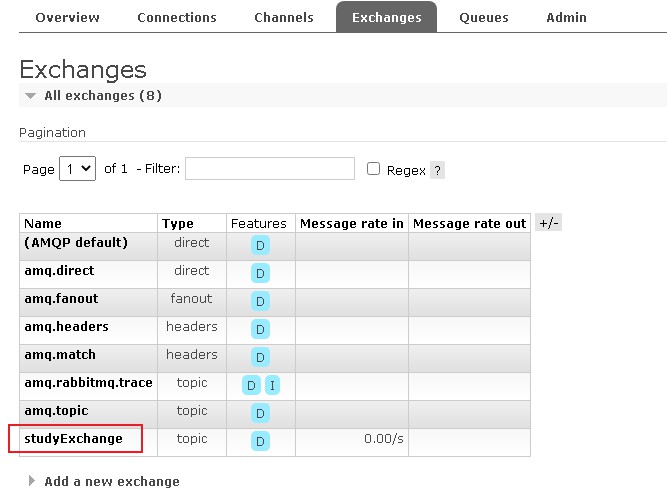 Overview Connections Channels Exchanges Queues Admin
Exchanges
All exchanges (8)
Pagination
Page 1 of 1 - Filter: Regex ?
Name Type Features Message rate in Message rate out +/-
(AMQP default) direct D
amq.direct direct D
amq.fanout fanout D
amq.headers headers D
amq.match headers D
amq.rabbitmq.trace topic D I
amq.topic topic D
studyExchange topic D 0.00/s
Add a new exchange